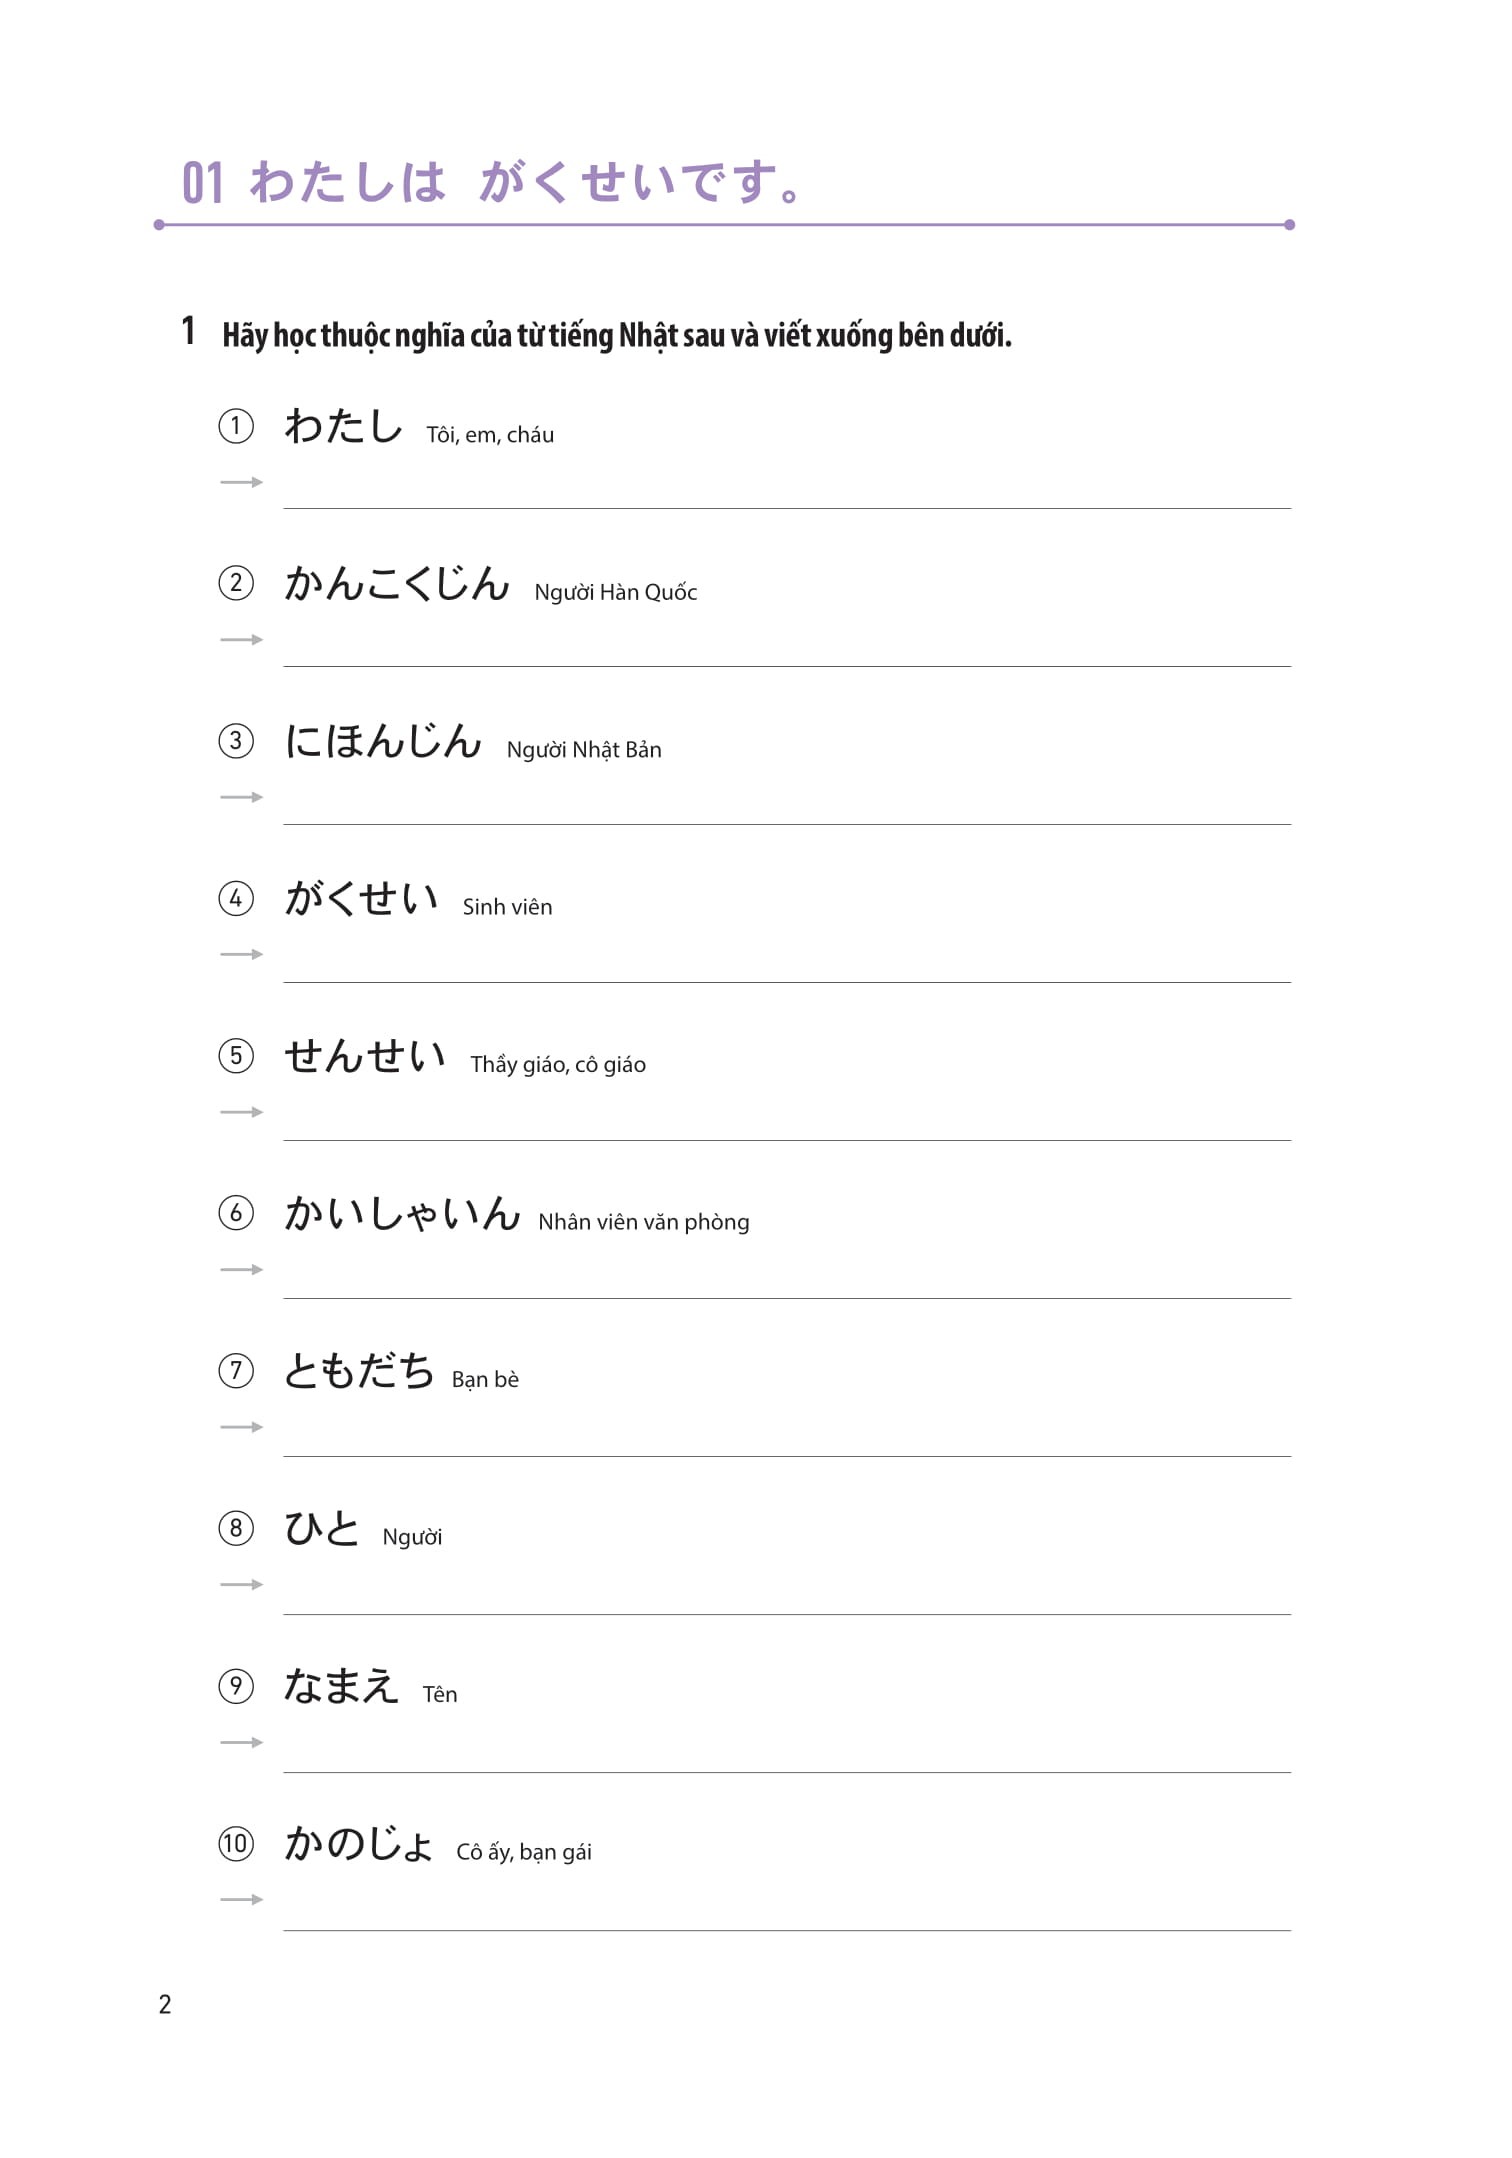 01 わたしは がくせいです。
1 Hãy học thuộc nghĩa của từ tiếng Nhật sau và viết xuống bên dưới.
① わたし Tôi, em, cháu
→
② かんこくじん Người Hàn Quốc
→
③ にほんじん Người Nhật Bản
→
④ がくせい Sinh viên
→
⑤ せんせい Thầy giáo, cô giáo
→
⑥ かいしゃいん Nhân viên văn phòng
→
⑦ ともだち Bạn bè
→
⑧ ひと Người
→
⑨ なまえ Tên
→
⑩ かのじょ Cô ấy, bạn gái
→
2